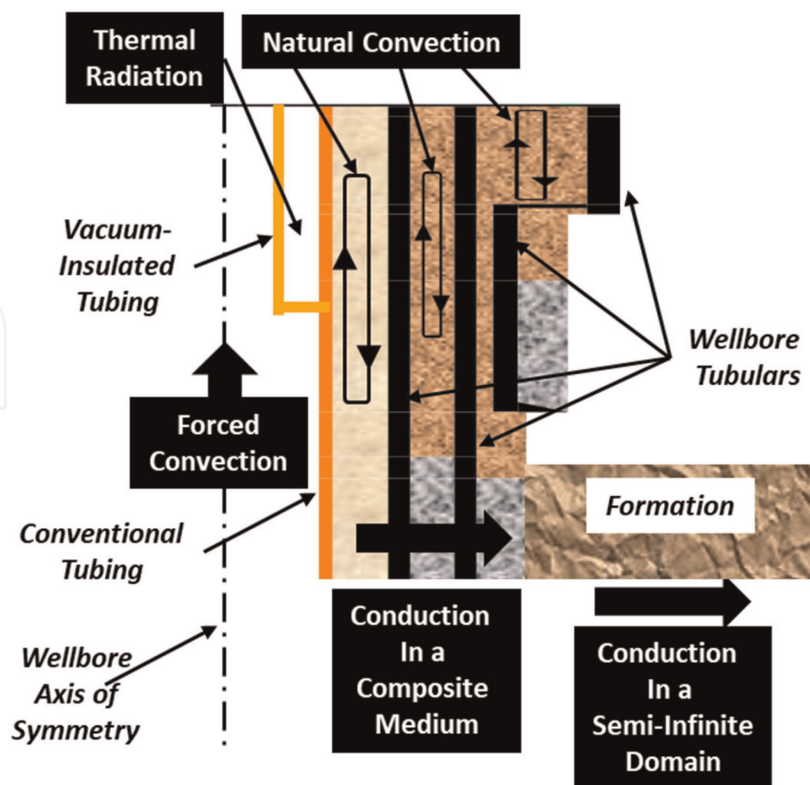 Thermal
Radiation
Natural Convection
Vacuum-
Insulated
Tubing
Wellbore
Tubulars
Forced
Convection
Formation
Conventional
Tubing
Conduction
In a
Composite
Medium
Conduction
In a
Semi-Infinite
Domain
Wellbore
Axis of
Symmetry